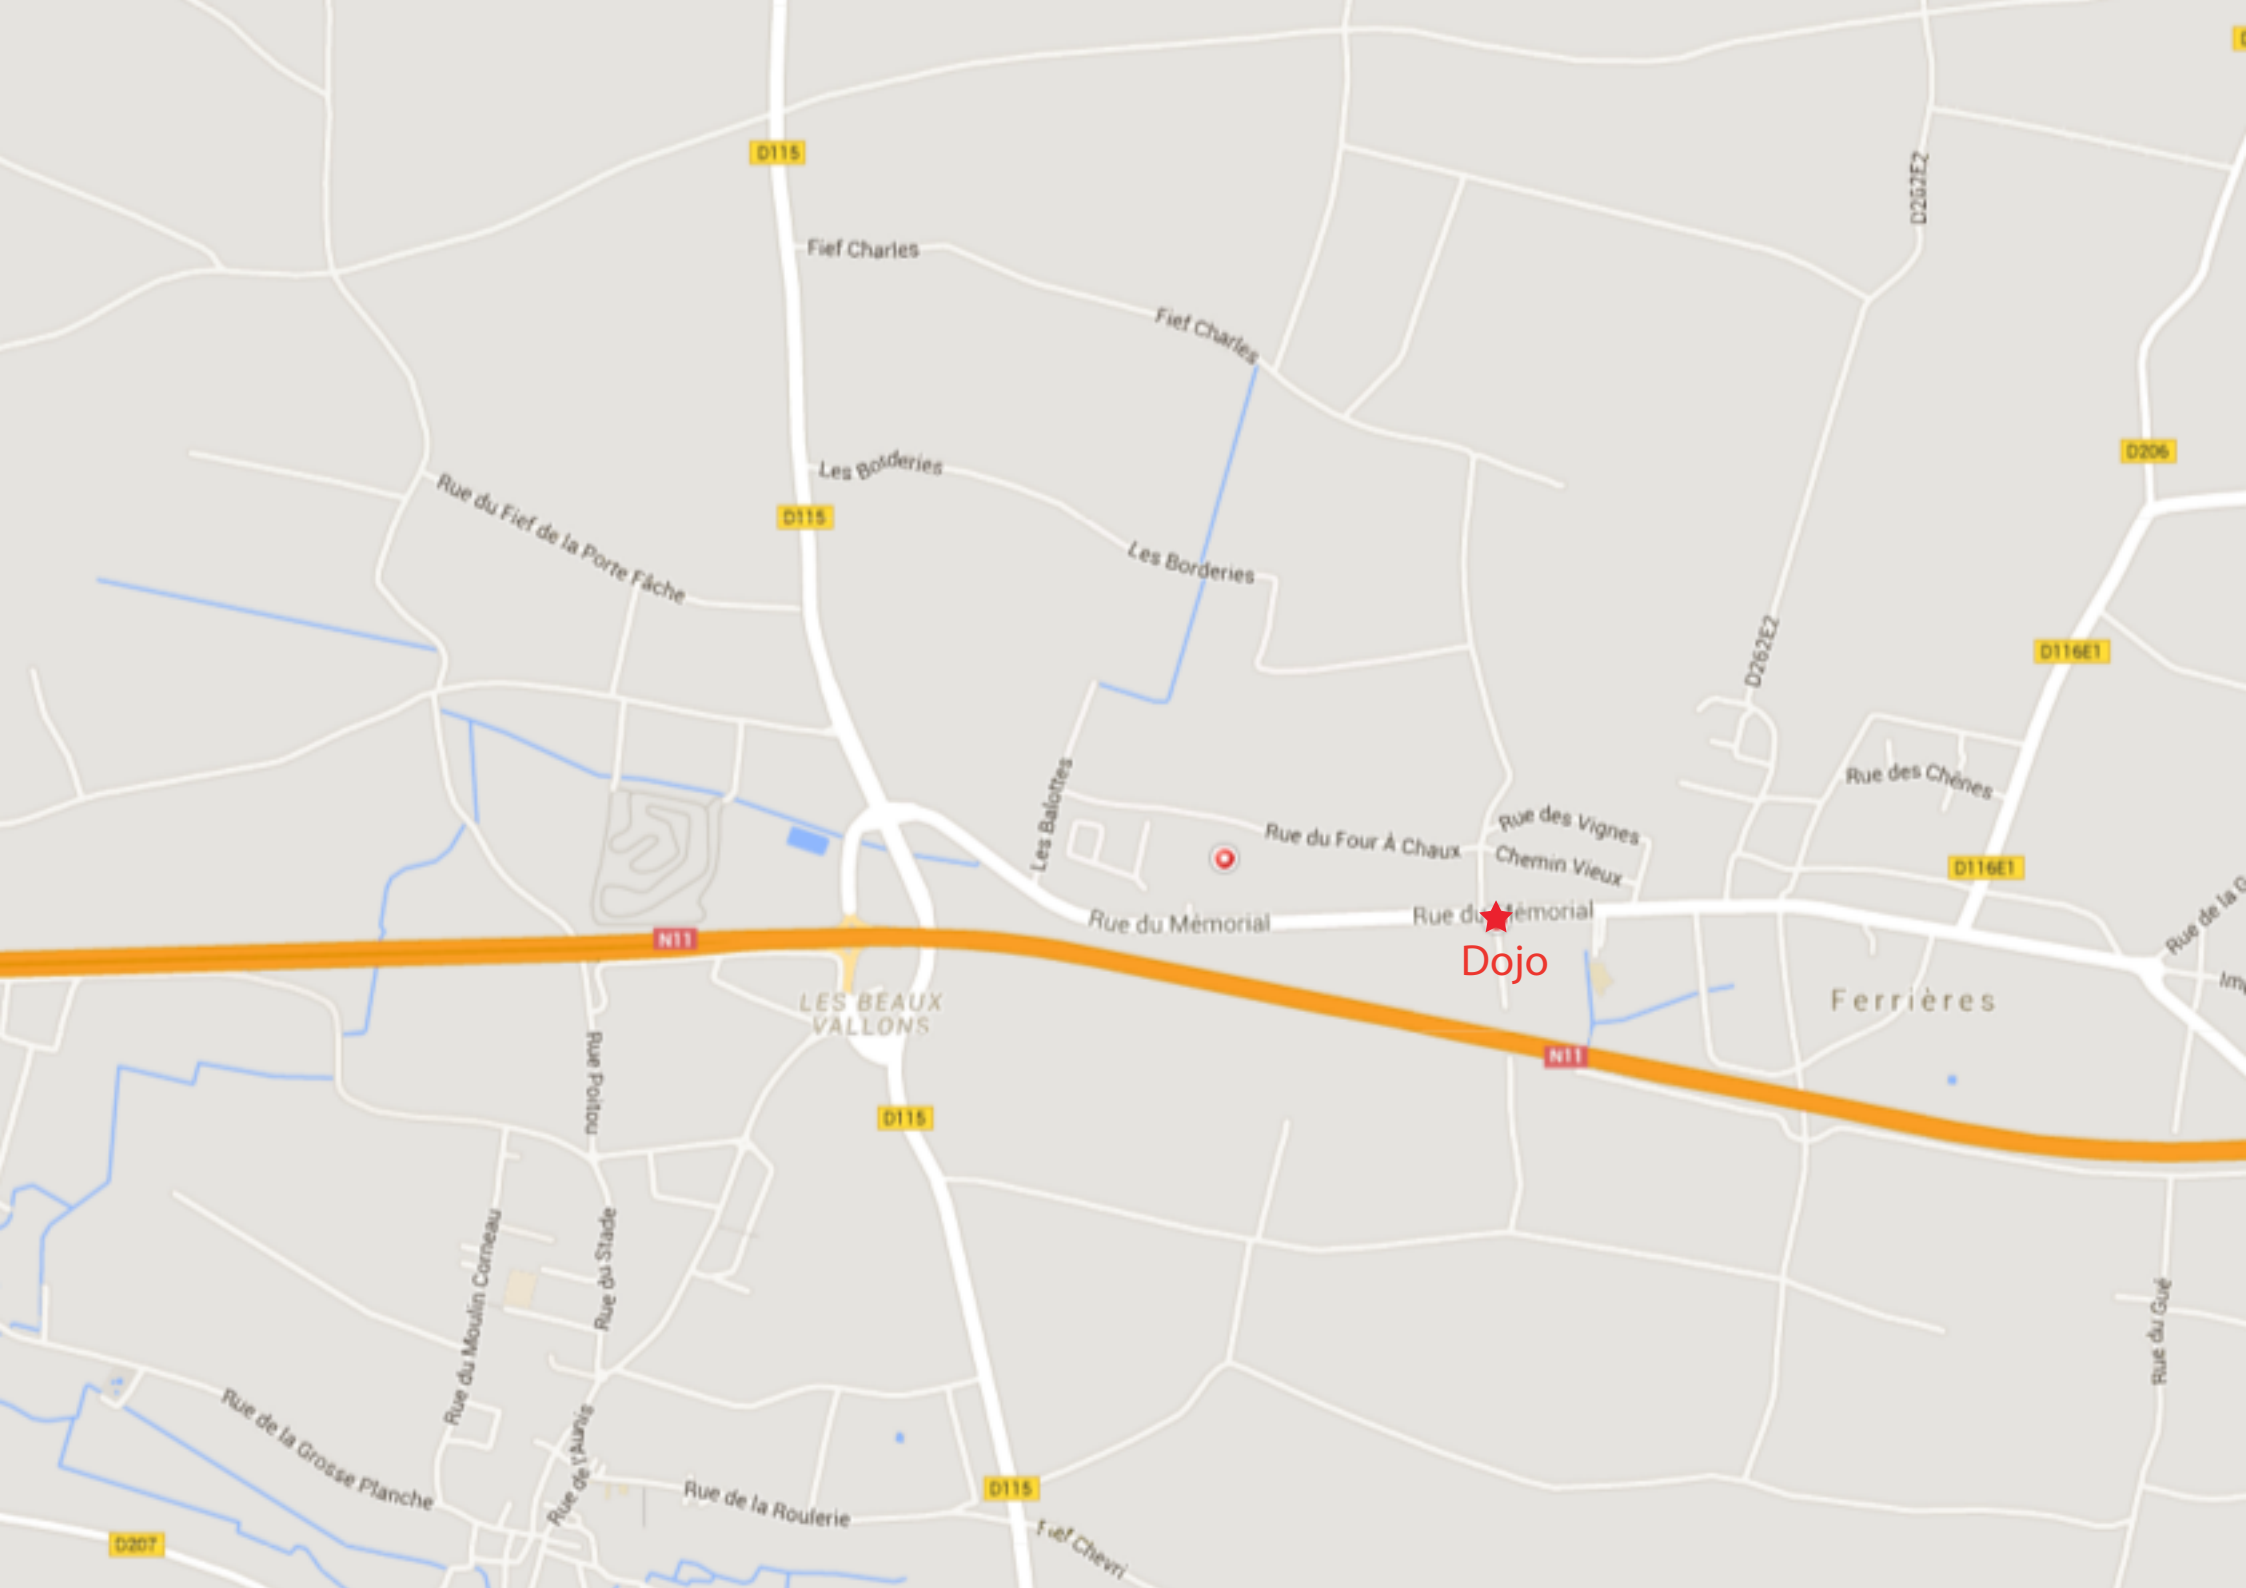 D115
D262E2
Fief Charles
Fief Charles
D206
Les Borderies
Rue du Fief de la Porte Fâche
D115
Les Borderies
D262E2
D116E1
Les Balottes
Rue des Chênes
Rue du Four À Chaux
Rue des Vignes
Chemin Vieux
D116E1
Rue du Mémorial
Rue du Mémorial
Rue de la
N11
Dojo
LES BEAUX
VALLONS
Ferrières
N11
Rue Poitou
D115
Rue du Moulin Corneau
Rue du Stade
Rue du Gué
Rue de la Grosse Planche
Rue de l'Aunis
Rue de la Rouferie
D115
Fief Chevri
D207